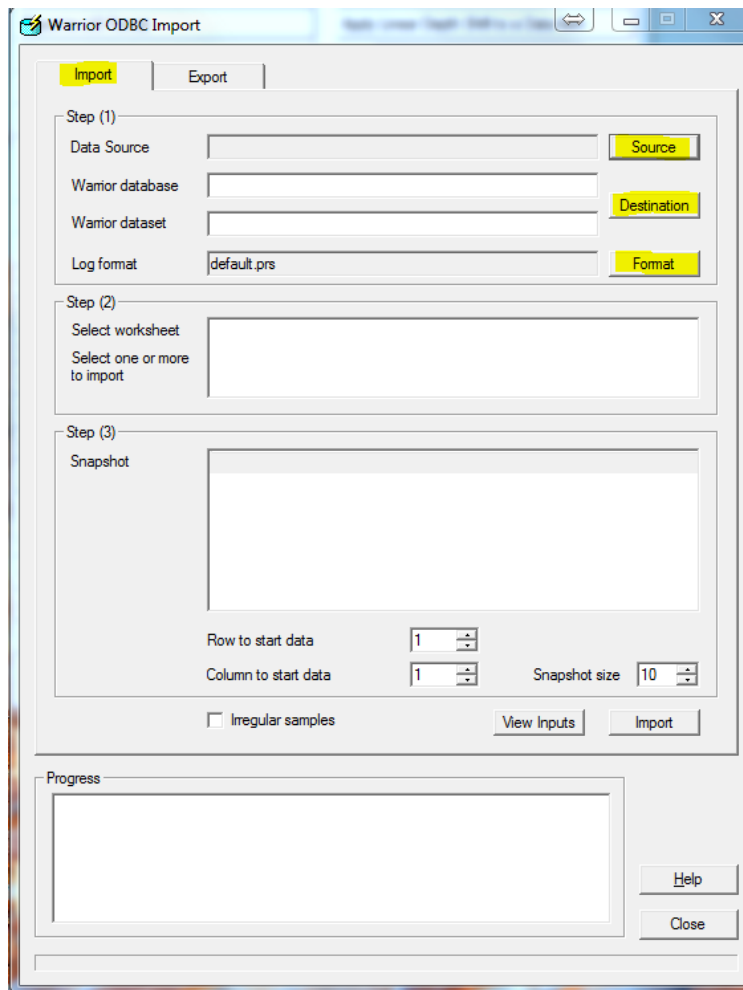 Warrior ODBC Import
Import
Export
Step (1)
Data Source
Source
Warrior database
Destination
Warrior dataset
Log format
default.prs
Format
Step (2)
Select worksheet
Select one or more
to import
Step (3)
Snapshot
Row to start data
1
Column to start data
1
Snapshot size
10
Irregular samples
View Inputs
Import
Progress
Help
Close